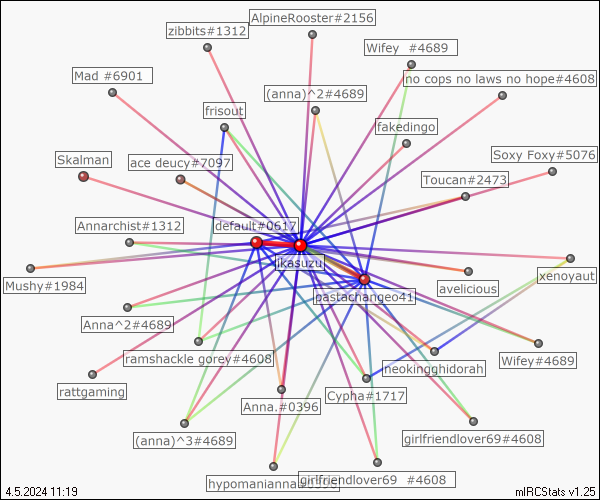 AlpineRooster#2156
zibbits#1312
Wifey #4689
Mad #6901
no cops no laws no hope#4608
(anna)^2#4689
frisout
fakedingo
Skalman
ace deucy#7097
Soxy Foxy#5076
Toucan#2473
Annarchist#1312
default#0617
ikasuzu
Mushy#1984
avelicious
xenoyaut
pastachangeo41
Anna^2#4689
ramshackle gorey#4608
Wifey#4689
neokingghidorah
rattgaming
Anna.#0396
Cypha#1717
(anna)^3#4689
girlfriendlover69#4608
hypomanianna#0396
girlfriendlover69 #4608
4.5.2024 11:19
mIRCStats v1.25